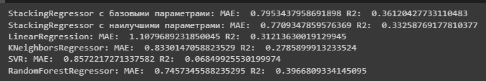 StackingRegressor с базовыми параметрами: MAE: 0.7953437958691898 R2: 0.36120427733110483
StackingRegressor с наилучшими параметрами: MAE: 0.7709347859576369 R2: 0.33258769177810377
LinearRegression: MAE: 1.1079689231850045 R2: 0.31213630019129945
KNeighborsRegressor: MAE: 0.8330147058823529 R2: 0.2785899913233524
SVR: MAE: 0.8572217271337582 R2: 0.06849925530199974
RandomForestRegressor: MAE: 0.7457345588235295 R2: 0.3966809334145095